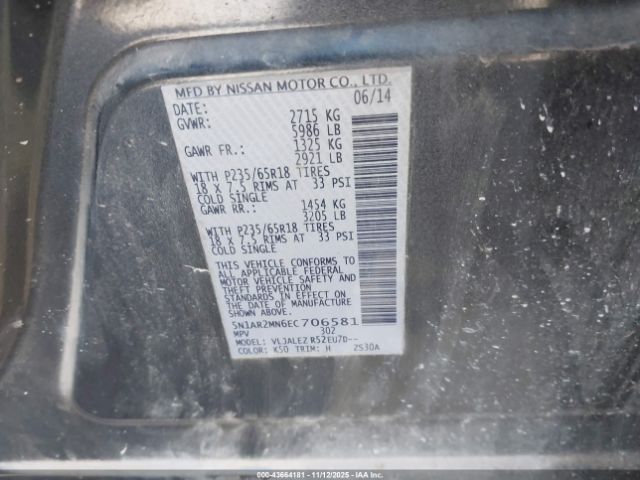 MFD BY NISSAN MOTOR CO., LTD.
DATE: 06/14
GVWR: 2715 KG
5986 LB
GAWR FR.: 1325 KG
2921 LB
WITH P235/65R18 TIRES
18 X 7.5 RIMS AT 33 PSI
COLD SINGLE
GAWR RR.: 1454 KG
3205 LB
WITH P235/65R18 TIRES
18 X 7.5 RIMS AT 33 PSI
COLD SINGLE
THIS VEHICLE CONFORMS TO
ALL APPLICABLE FEDERAL
MOTOR VEHICLE SAFETY AND
THEFT PREVENTION
STANDARDS IN EFFECT ON
THE DATE OF MANUFACTURE
SHOWN ABOVE.
5N1AR2MN6EC706581
MPV 302
MODEL: VLJALEZ R52EU7D--
COLOR: K50 TRIM: H ZS30A
000-43664181 - 11/12/2025 - IAA Inc.